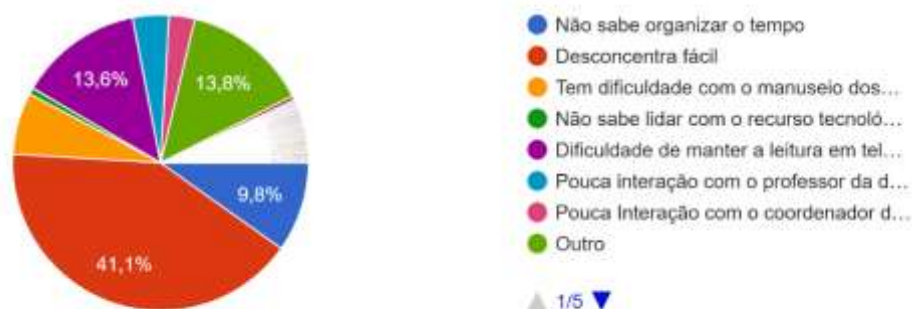 13,6%
13,8%
9,8%
41,1%
Não sabe organizar o tempo
Desconcentra fácil
Tem dificuldade com o manuseio dos...
Não sabe lidar com o recurso tecnoló...
Dificuldade de manter a leitura em tel...
Pouca interação com o professor da d...
Pouca Interação com o coordenador d...
Outro
1/5